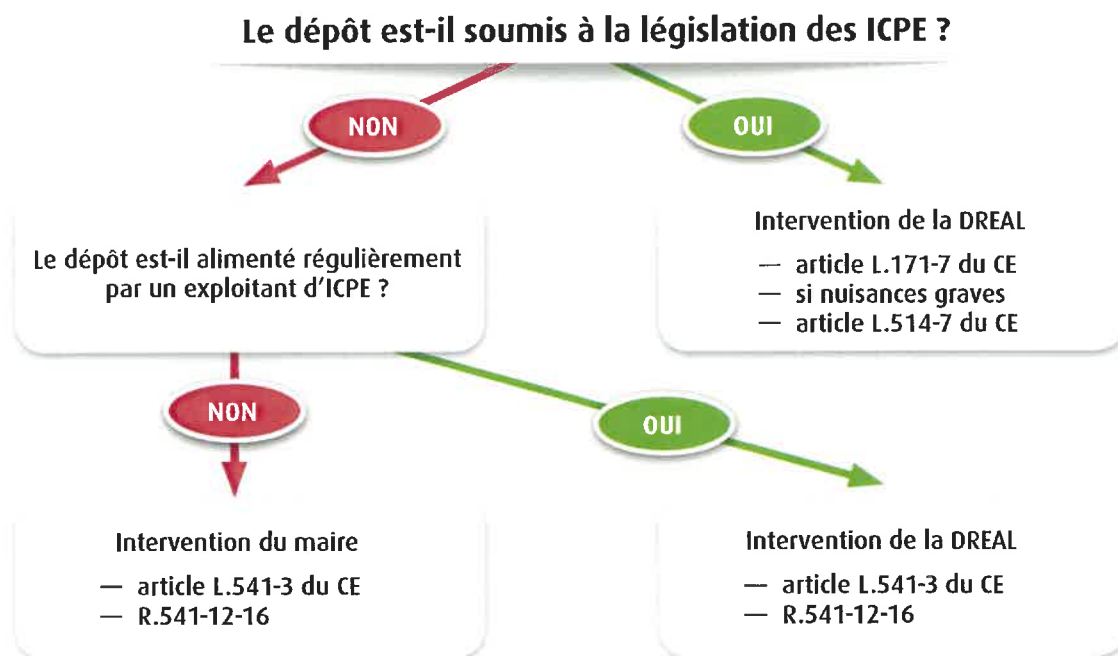 Le dépôt est-il soumis à la législation des ICPE ?
NON
OUI
Le dépôt est-il alimenté régulièrement
par un exploitant d'ICPE ?
Intervention de la DREAL
— article L.171-7 du CE
— si nuisances graves
— article L.514-7 du CE
NON
OUI
Intervention du maire
— article L.541-3 du CE
— R.541-12-16
Intervention de la DREAL
— article L.541-3 du CE
— R.541-12-16